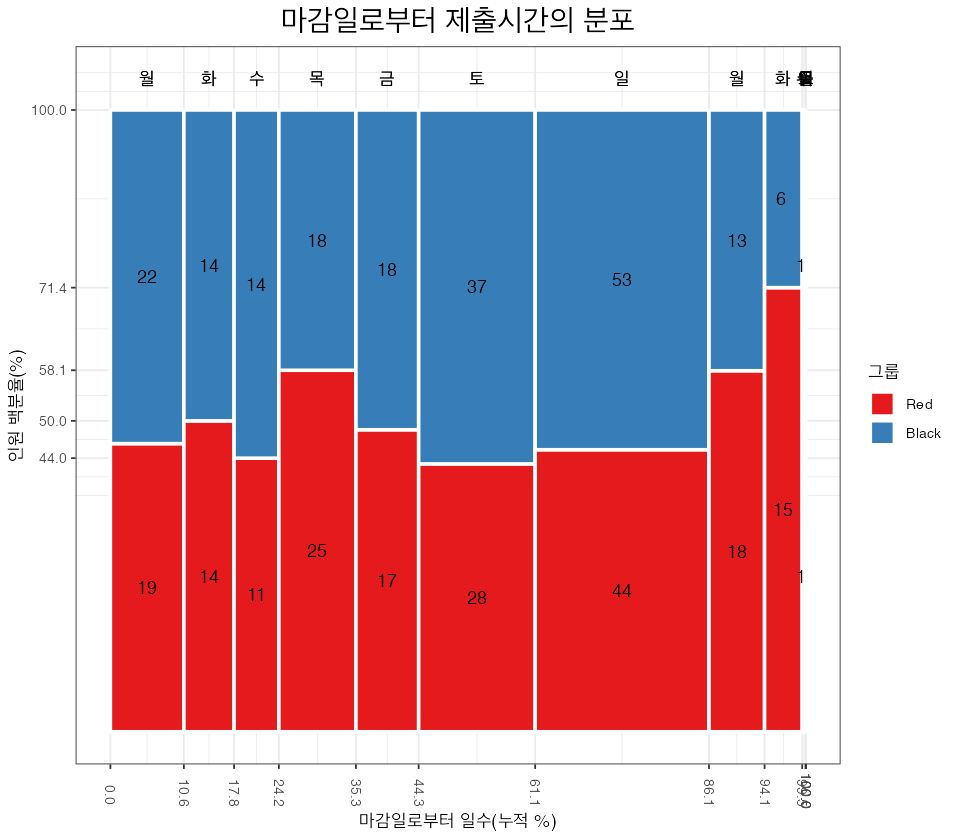 마감일로부터 제출시간의 분포
월 화 수 목 금 토 일 월 화
100.0
71.4
58.1
50.0
44.0
인원 백분율(%)
22 14 14 18 18 37 53 13 6 1
19 14 11 25 17 28 44 18 15 1
0.0 10.6 17.8 24.2 35.3 44.3 61.1 86.1 94.1 100.0
마감일로부터 일수(누적 %)
그룹
Red
Black